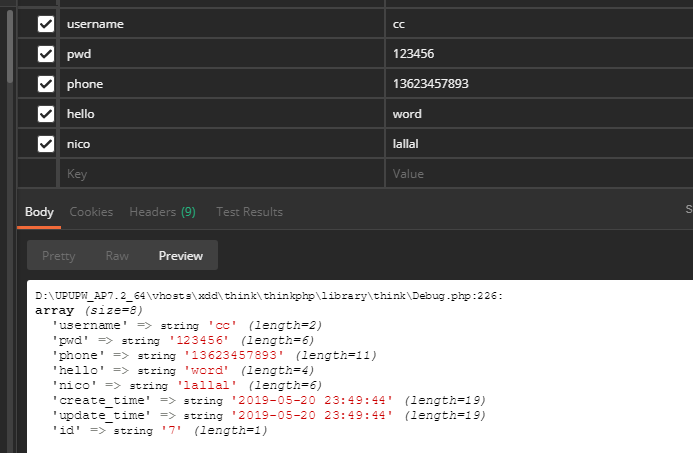 username cc
pwd 123456
phone 13623457893
hello word
nico lallal
Key Value
Body Cookies Headers (9) Test Results S
Pretty Raw Preview
D:\UPUPW_AP7.2_64\vhosts\xdd\think\thinkphp\library\think\Debug.php:226:
array (size=8)
'username' => string 'cc' (length=2)
'pwd' => string '123456' (length=6)
'phone' => string '13623457893' (length=11)
'hello' => string 'word' (length=4)
'nico' => string 'lallal' (length=6)
'create_time' => string '2019-05-20 23:49:44' (length=19)
'update_time' => string '2019-05-20 23:49:44' (length=19)
'id' => string '7' (length=1)